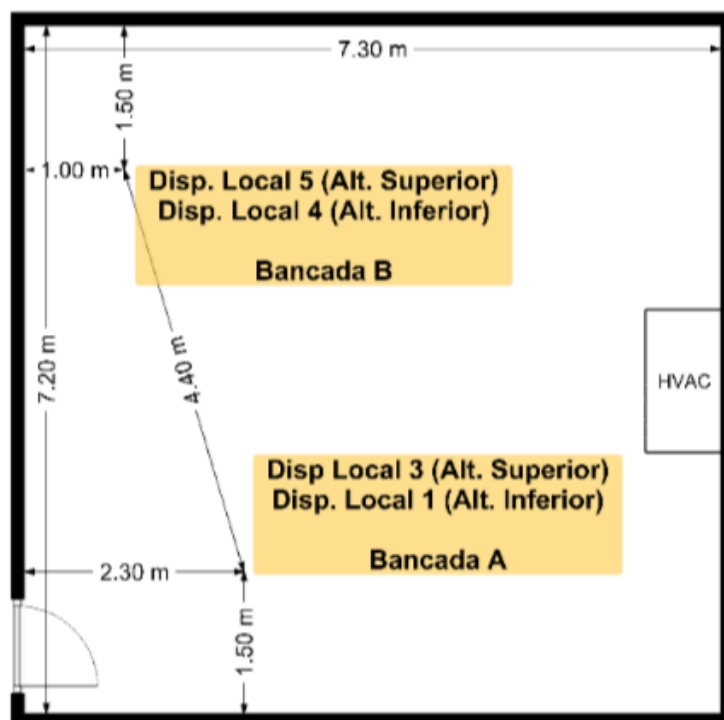 7.30 m
1.50 m
1.00 m
Disp. Local 5 (Alt. Superior)
Disp. Local 4 (Alt. Inferior)
Bancada B
7.20 m
4.40 m
HVAC
Disp Local 3 (Alt. Superior)
Disp. Local 1 (Alt. Inferior)
Bancada A
2.30 m
1.50 m